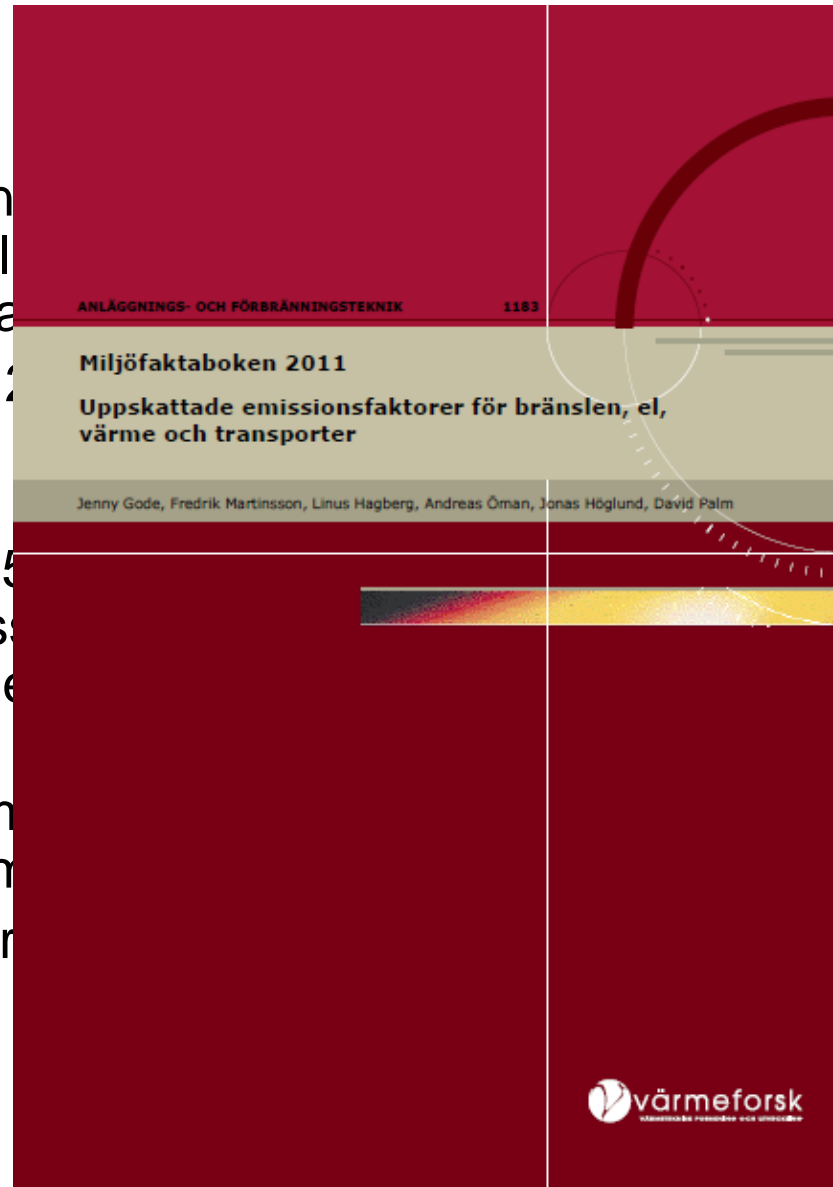 ANLÄGGNINGS- OCH FÖRBRÄNNINGSTEKNIK 1183
Miljöfaktaboken 2011
Uppskattade emissionsfaktorer för bränslen, el,
värme och transporter
Jenny Gode, Fredrik Martinsson, Linus Hagberg, Andreas Öman, Jonas Höglund, David Palm
värmeforsk